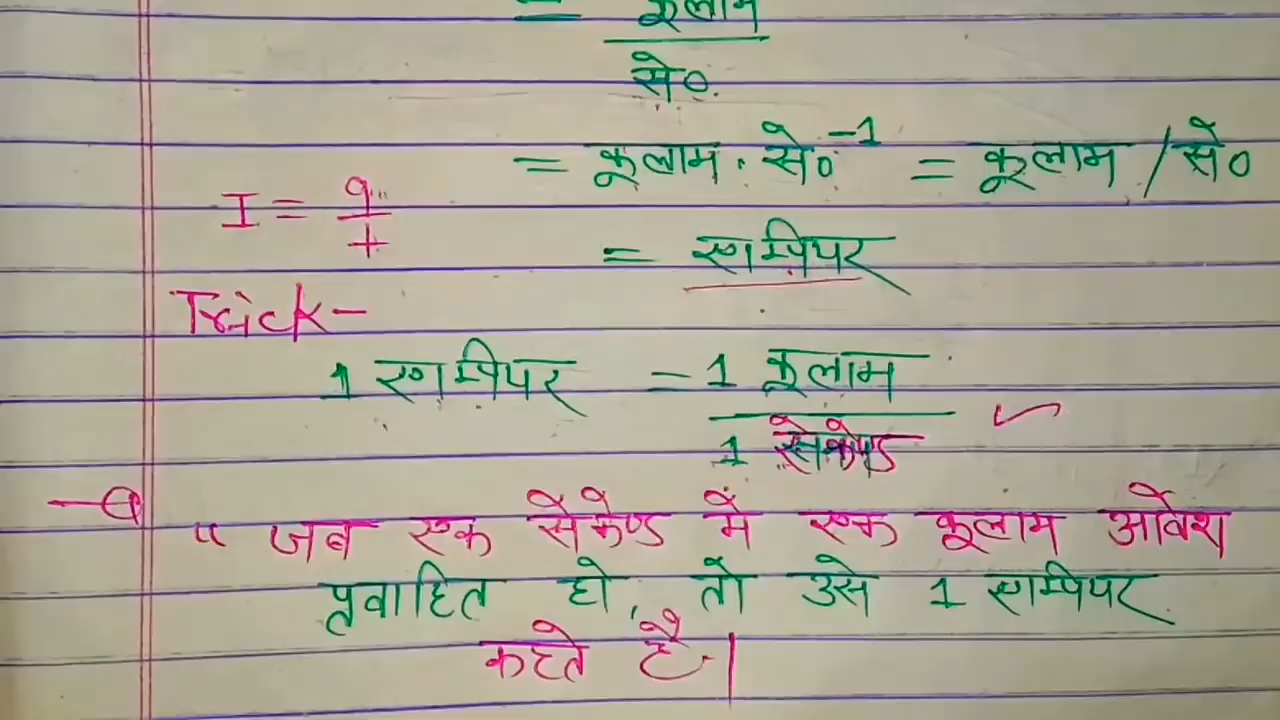 = कूलाम
से०
= कूलाम . से०⁻¹ = कूलाम / से०
I = q/t
= एम्पियर
Trick-
1 एम्पियर = 1 कूलाम
1 सेकेण्ड
" जब एक सेकेण्ड में एक कूलाम आवेश
प्रवाहित हो, तो उसे 1 एम्पियर
कहते है।